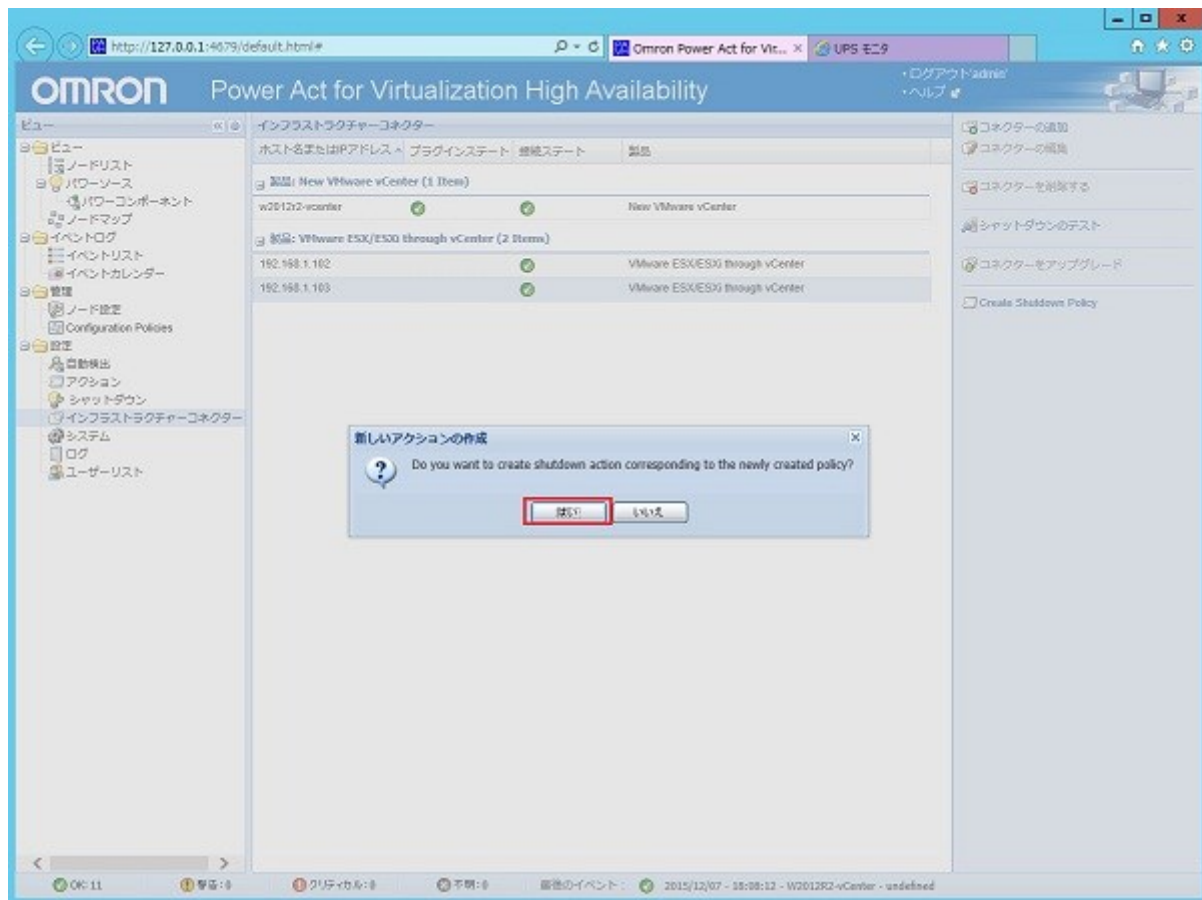 http://127.0.0.1:4679/default.html#
Omron Power Act for Vir...
UPS モニタ
OMRON
Power Act for Virtualization High Availability
・ログアウト'admin'
・ヘルプ
ビュー
ビュー
ノードリスト
パワーソース
パワーコンポーネント
ノードマップ
イベントログ
イベントリスト
イベントカレンダー
管理
ノード設定
Configuration Policies
設定
自動検出
アクション
シャットダウン
インフラストラクチャーコネクター
システム
ログ
ユーザーリスト
インフラストラクチャーコネクター
ホスト名またはIPアドレス プラグインステート 接続ステート 製品
製品: New VMware vCenter (1 Item)
w2012r2-vcenter New VMware vCenter
製品: VMware ESX/ESXi through vCenter (2 Items)
192.168.1.102 VMware ESX/ESXi through vCenter
192.168.1.103 VMware ESX/ESXi through vCenter
コネクターの追加
コネクターの編集
コネクターを削除する
シャットダウンのテスト
コネクターをアップグレード
Create Shutdown Policy
新しいアクションの作成
Do you want to create shutdown action corresponding to the newly created policy?
はい
いいえ
OK: 11
警告: 0
クリティカル: 0
不明: 0
最後のイベント :
2015/12/07 - 18:08:12 - W2012R2-vCenter - undefined